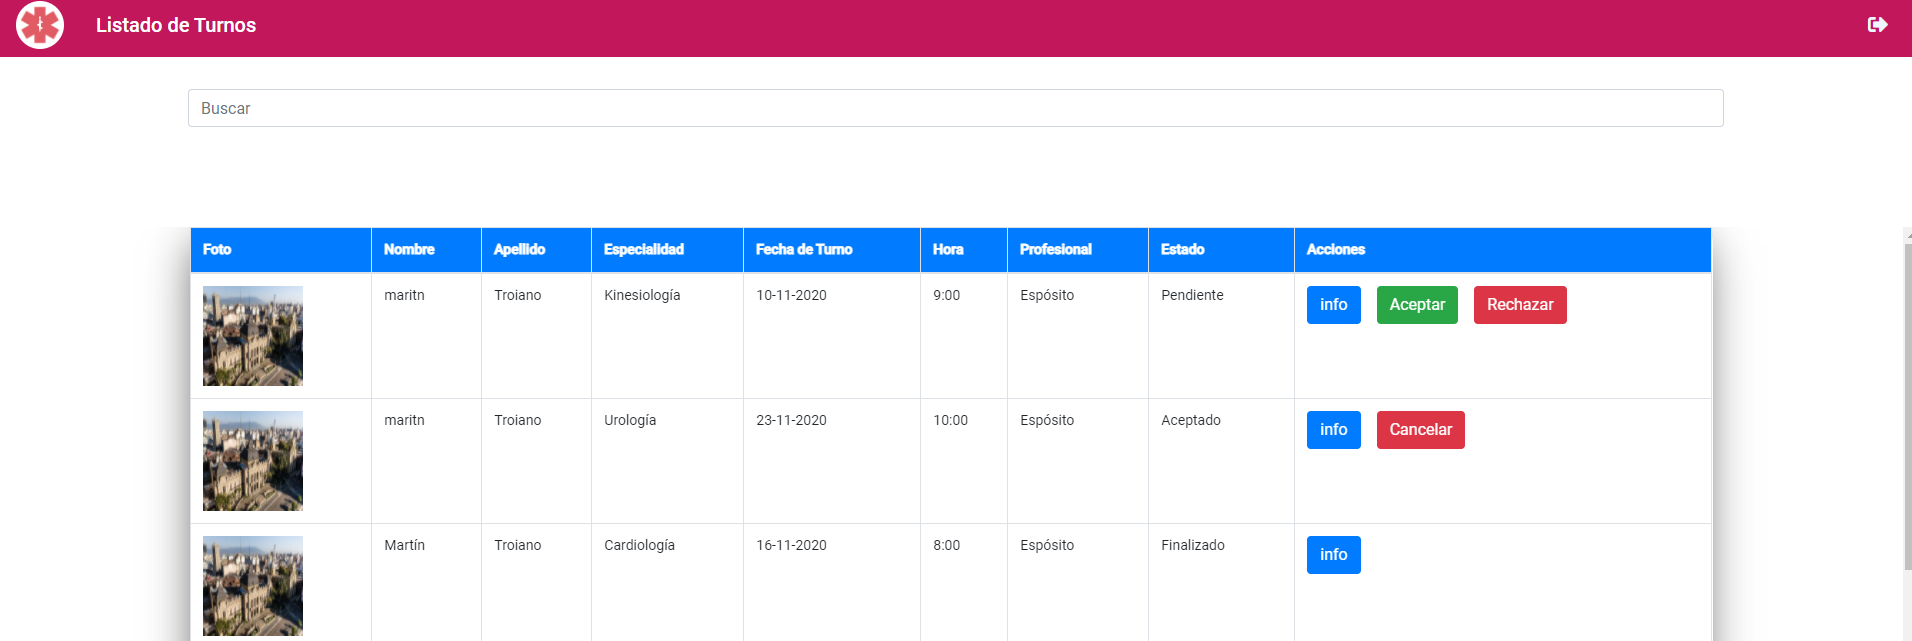 Listado de Turnos
Buscar
Foto Nombre Apellido Especialidad Fecha de Turno Hora Profesional Estado Acciones
maritn Troiano Kinesiología 10-11-2020 9:00 Espósito Pendiente info Aceptar Rechazar
maritn Troiano Urología 23-11-2020 10:00 Espósito Aceptado info Cancelar
Martín Troiano Cardiología 16-11-2020 8:00 Espósito Finalizado info